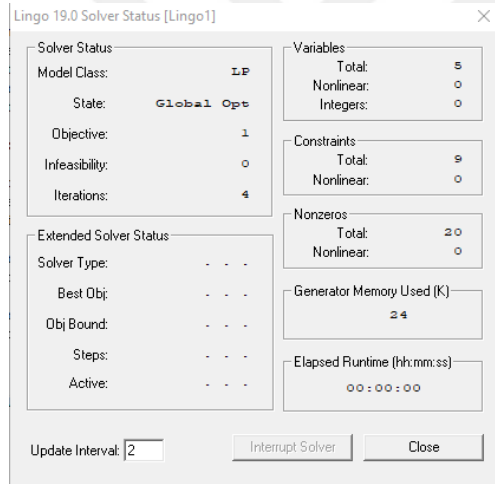 Lingo 19.0 Solver Status [Lingo1]
Solver Status
Model Class: LP
State: Global Opt
Objective: 1
Infeasibility: 0
Iterations: 4
Extended Solver Status
Solver Type: . . .
Best Obj: . . .
Obj Bound: . . .
Steps: . . .
Active: . . .
Variables
Total: 5
Nonlinear: 0
Integers: 0
Constraints
Total: 9
Nonlinear: 0
Nonzeros
Total: 20
Nonlinear: 0
Generator Memory Used (K)
24
Elapsed Runtime (hh:mm:ss)
00:00:00
Update Interval: 2
Interrupt Solver
Close